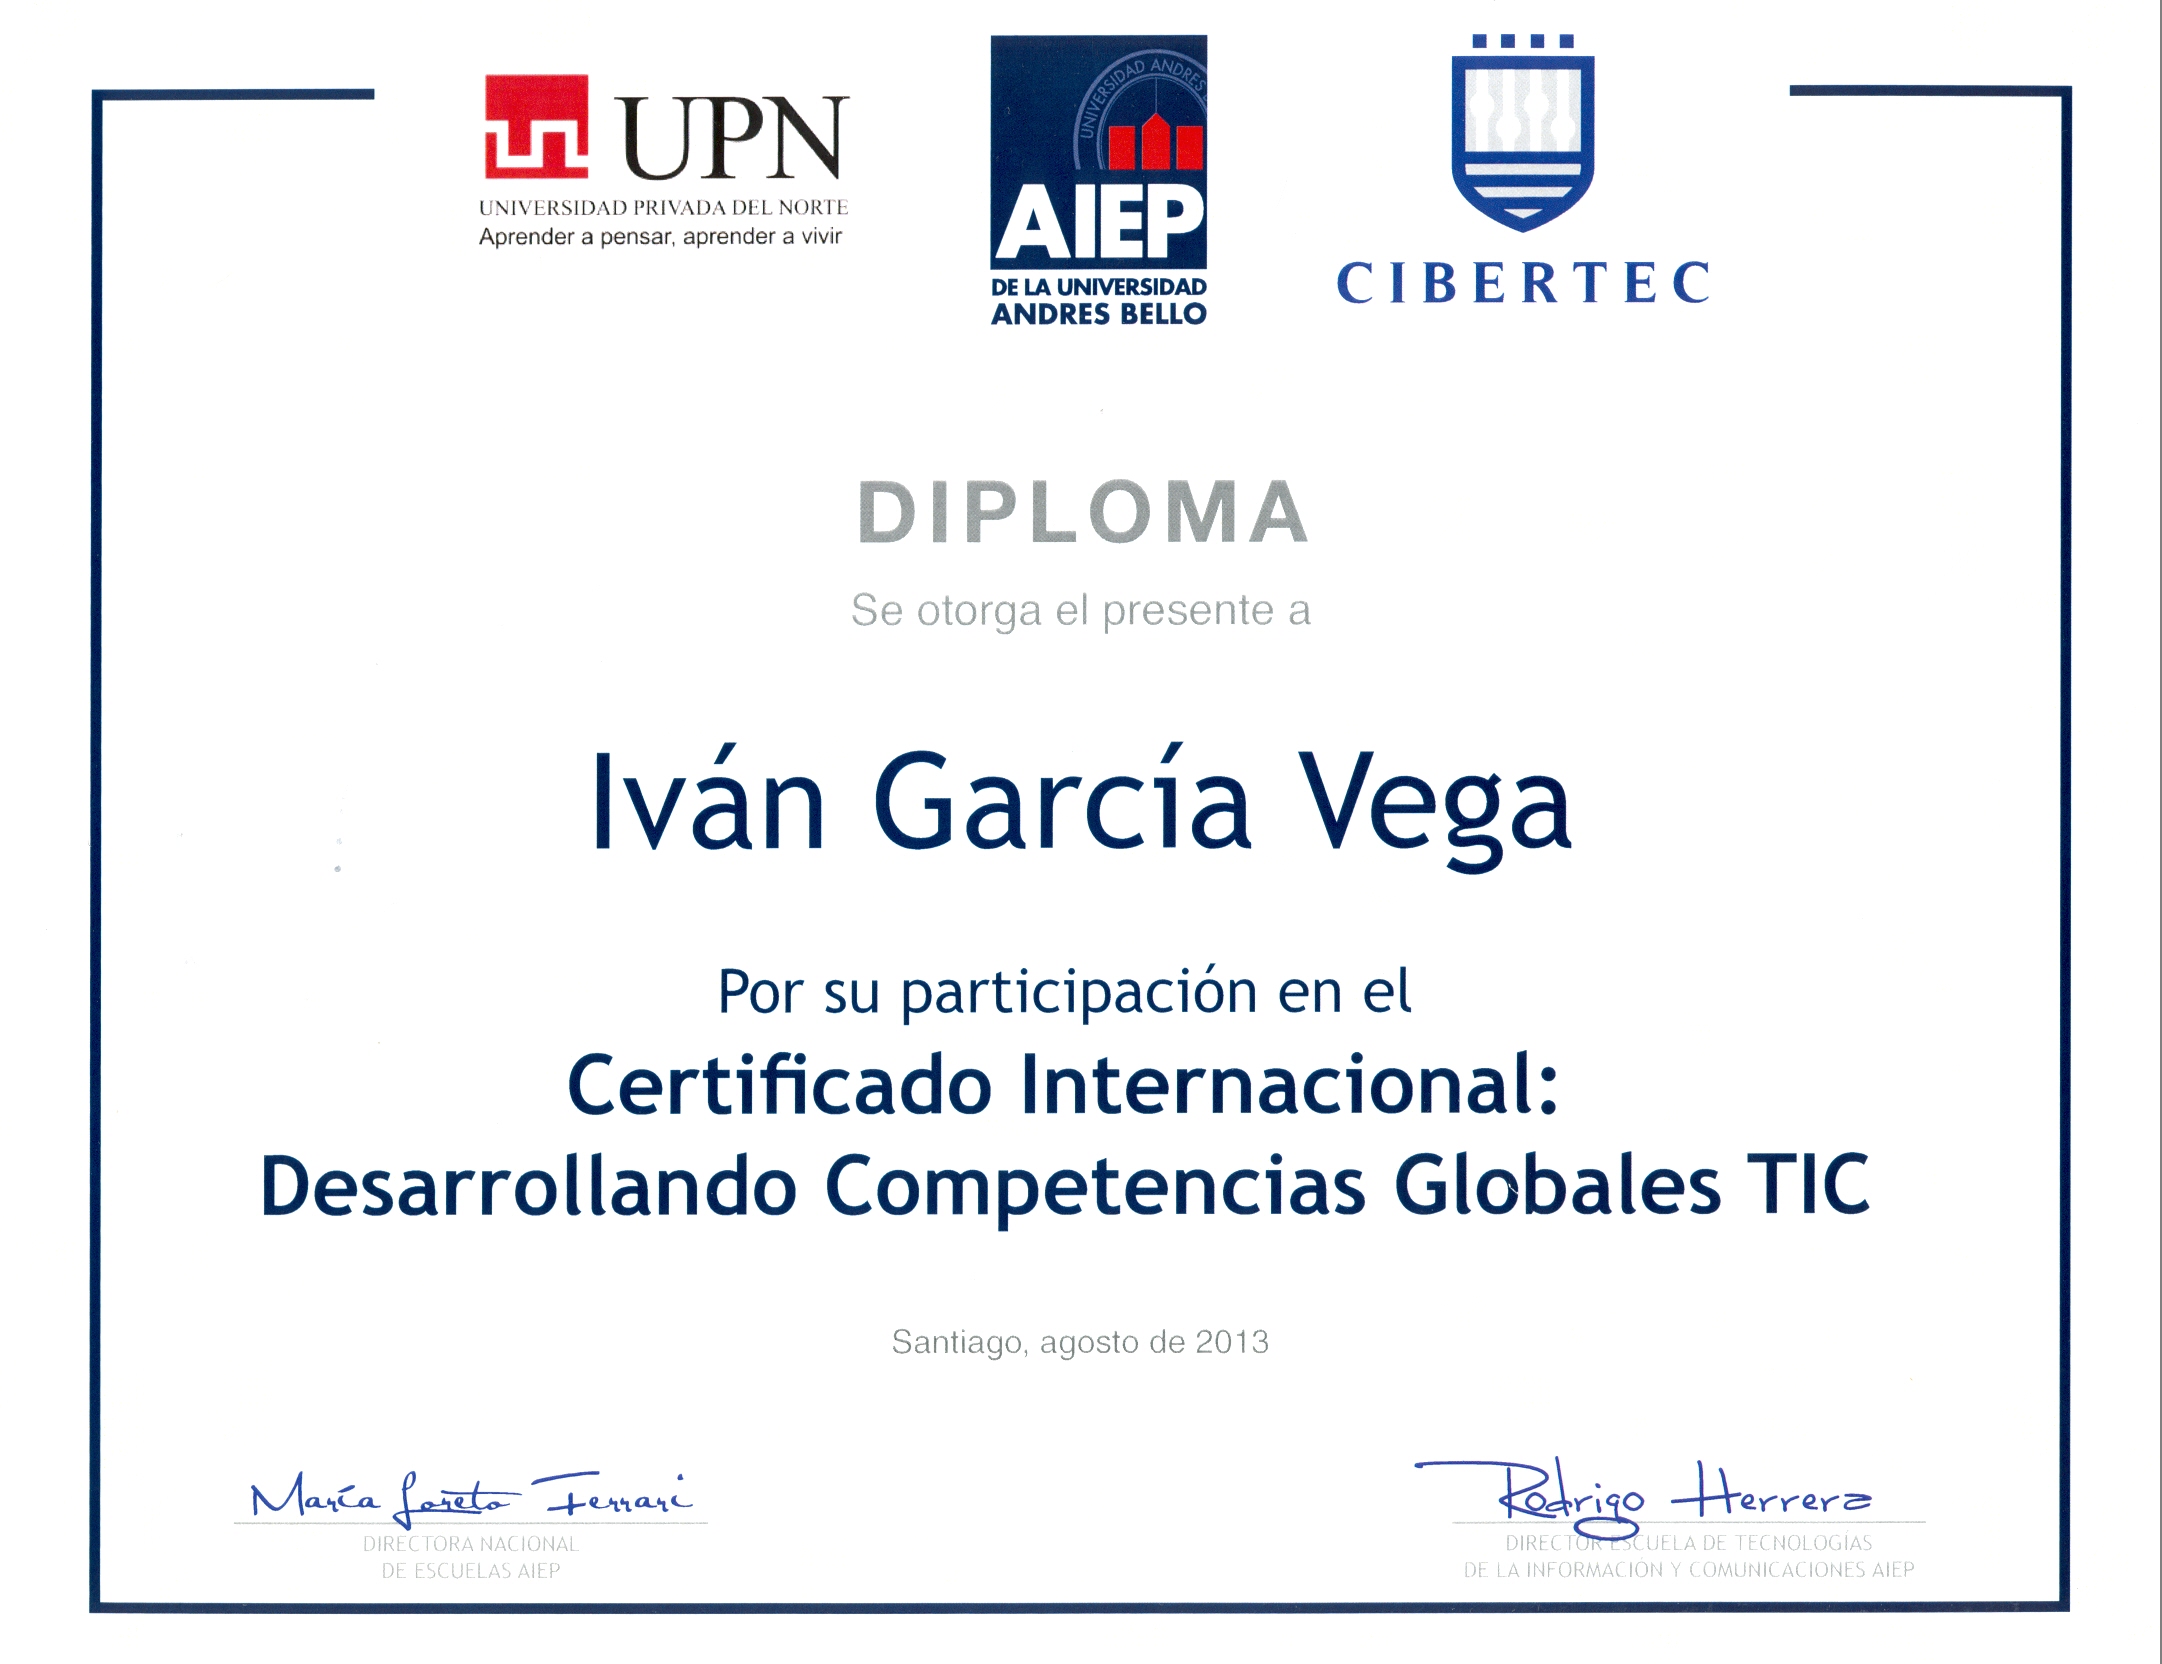 UPN
UNIVERSIDAD PRIVADA DEL NORTE
Aprender a pensar, aprender a vivir
UNIVERSIDAD ANDRES
AIEP
DE LA UNIVERSIDAD
ANDRES BELLO
CIBERTEC
DIPLOMA
Se otorga el presente a
Iván García Vega
Por su participación en el
Certificado Internacional:
Desarrollando Competencias Globales TIC
Santiago, agosto de 2013
María Loreto Ferrari
DIRECTORA NACIONAL
DE ESCUELAS AIEP
Rodrigo Herrera
DIRECTOR ESCUELA DE TECNOLOGÍAS
DE LA INFORMACIÓN Y COMUNICACIONES AIEP